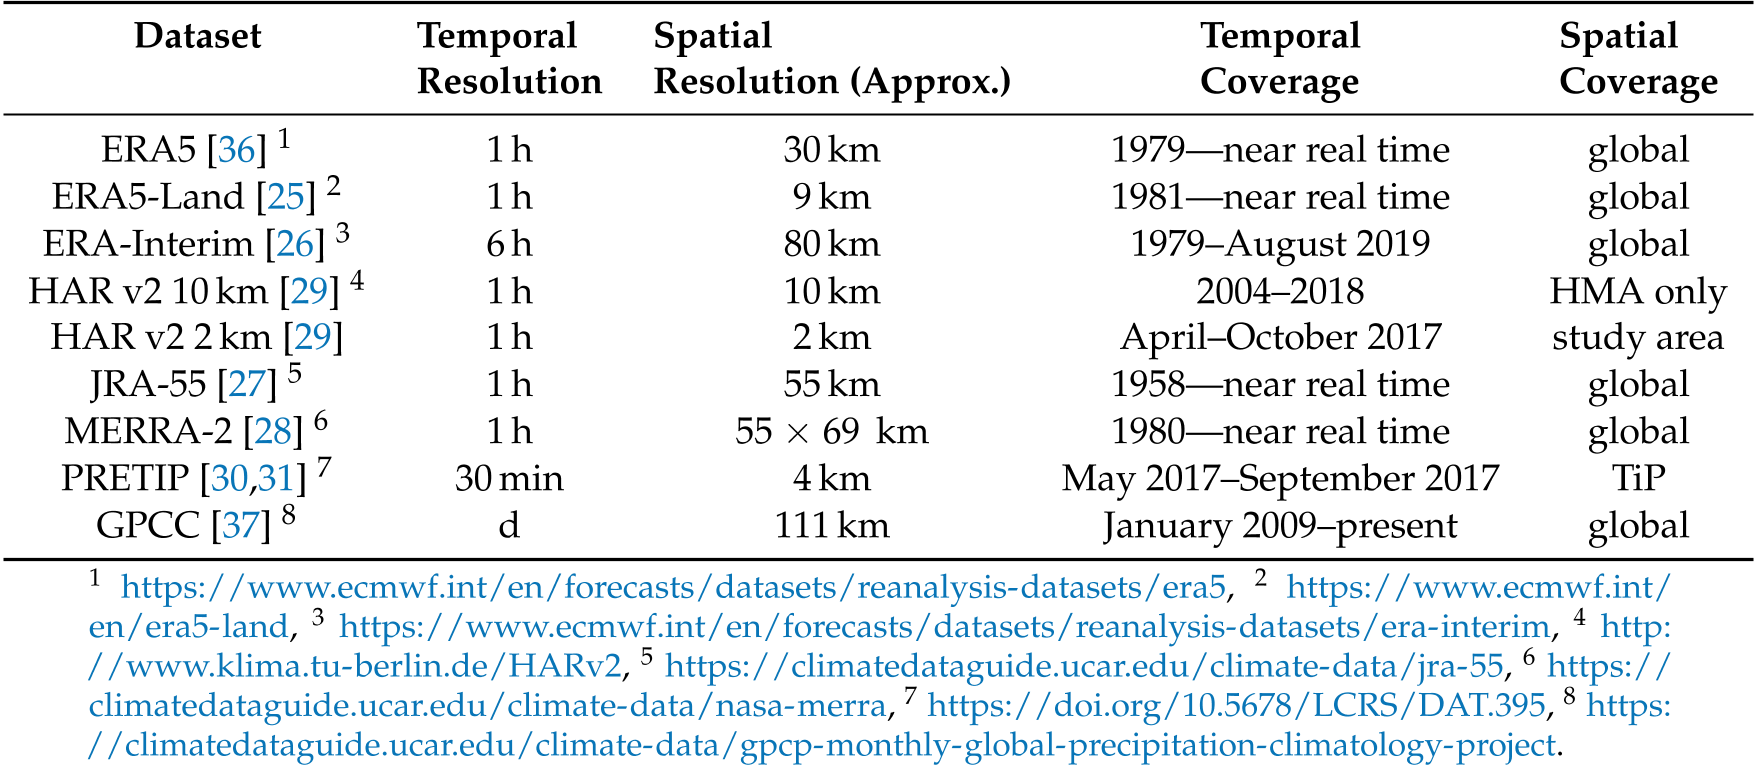 Dataset Temporal Resolution Spatial Resolution (Approx.) Temporal Coverage Spatial Coverage
ERA5 [36] 1 1 h 30 km 1979—near real time global
ERA5-Land [25] 2 1 h 9 km 1981—near real time global
ERA-Interim [26] 3 6 h 80 km 1979–August 2019 global
HAR v2 10 km [29] 4 1 h 10 km 2004–2018 HMA only
HAR v2 2 km [29] 1 h 2 km April–October 2017 study area
JRA-55 [27] 5 1 h 55 km 1958—near real time global
MERRA-2 [28] 6 1 h 55 × 69 km 1980—near real time global
PRETIP [30,31] 7 30 min 4 km May 2017–September 2017 TiP
GPCC [37] 8 d 111 km January 2009–present global
1 https://www.ecmwf.int/en/forecasts/datasets/reanalysis-datasets/era5, 2 https://www.ecmwf.int/
en/era5-land, 3 https://www.ecmwf.int/en/forecasts/datasets/reanalysis-datasets/era-interim, 4 http:
//www.klima.tu-berlin.de/HARv2, 5 https://climatedataguide.ucar.edu/climate-data/jra-55, 6 https://
climatedataguide.ucar.edu/climate-data/nasa-merra, 7 https://doi.org/10.5678/LCRS/DAT.395, 8 https:
//climatedataguide.ucar.edu/climate-data/gpcp-monthly-global-precipitation-climatology-project.